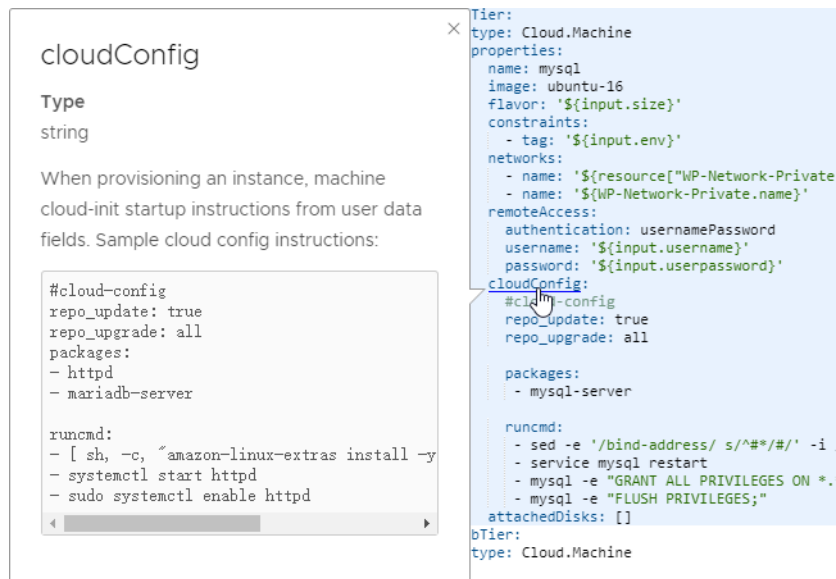 cloudConfig
Type
string
When provisioning an instance, machine
cloud-init startup instructions from user data
fields. Sample cloud config instructions:
#cloud-config
repo_update: true
repo_upgrade: all
packages:
- httpd
- mariadb-server
runcmd:
- [ sh, -c, "amazon-linux-extras install -y
- systemctl start httpd
- sudo systemctl enable httpd
Tier:
type: Cloud.Machine
properties:
name: mysql
image: ubuntu-16
flavor: '${input.size}'
constraints:
- tag: '${input.env}'
networks:
- name: '${resource["WP-Network-Private
- name: '${WP-Network-Private.name}'
remoteAccess:
authentication: usernamePassword
username: '${input.username}'
password: '${input.userpassword}'
cloudConfig:
repo_update: true
repo_upgrade: all
packages:
- mysql-server
runcmd:
- sed -e '/bind-address/ s/^#*/#/' -i
- service mysql restart
- mysql -e "GRANT ALL PRIVILEGES ON *.
- mysql -e "FLUSH PRIVILEGES;"
attachedDisks: []
bTier:
type: Cloud.Machine